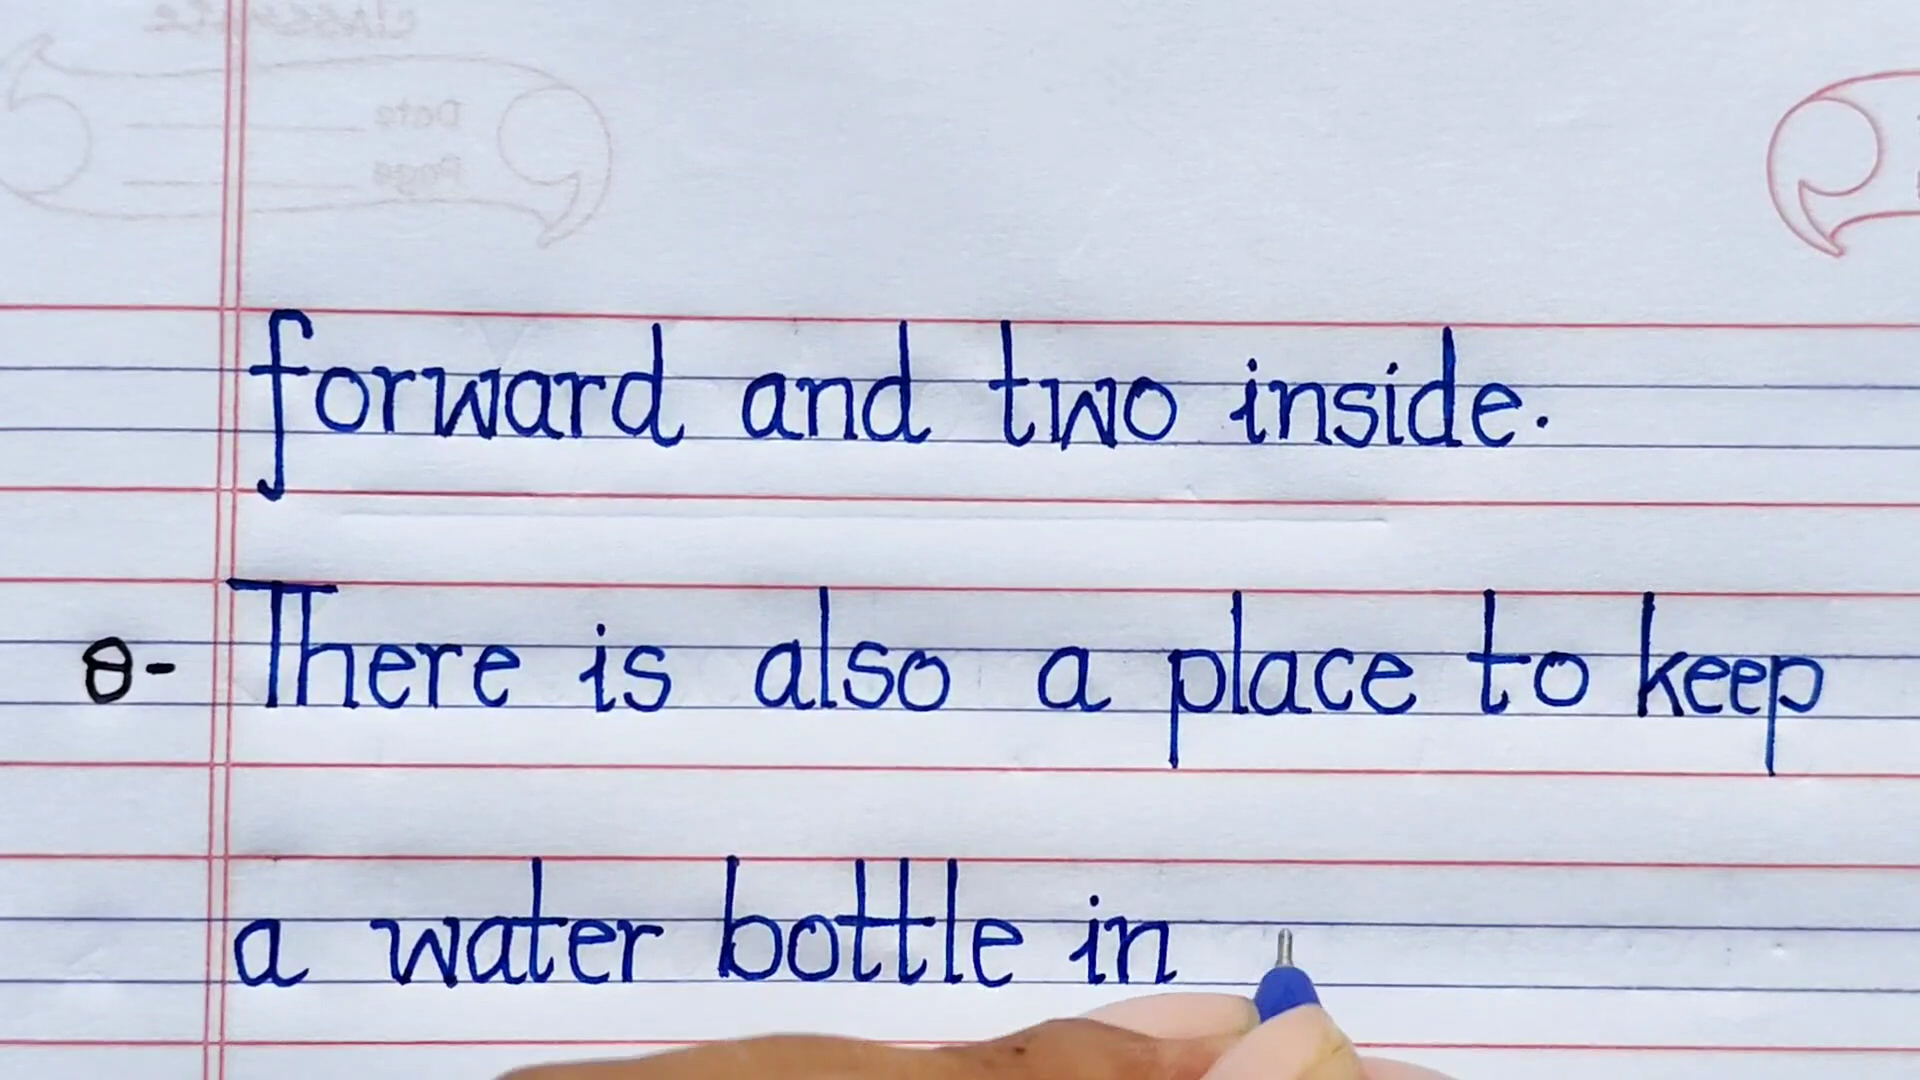 forward and two inside.
8- There is also a place to keep
a water bottle in